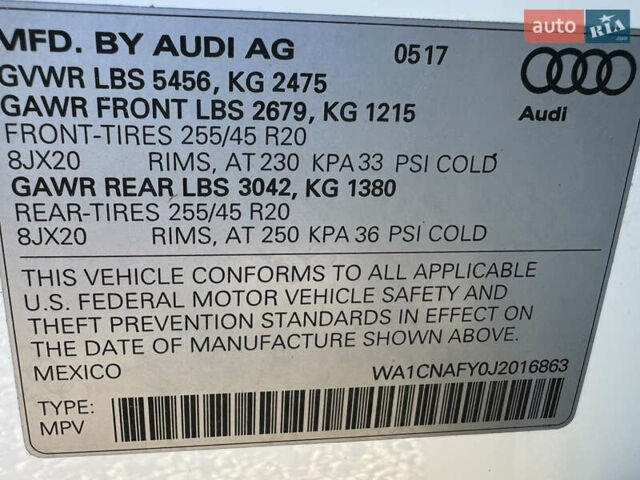 auto RIA.com
MFD. BY AUDI AG 0517
GVWR LBS 5456, KG 2475
GAWR FRONT LBS 2679, KG 1215
Audi
FRONT-TIRES 255/45 R20
8JX20 RIMS, AT 230 KPA 33 PSI COLD
GAWR REAR LBS 3042, KG 1380
REAR-TIRES 255/45 R20
8JX20 RIMS, AT 250 KPA 36 PSI COLD
THIS VEHICLE CONFORMS TO ALL APPLICABLE
U.S. FEDERAL MOTOR VEHICLE SAFETY AND
THEFT PREVENTION STANDARDS IN EFFECT ON
THE DATE OF MANUFACTURE SHOWN ABOVE.
MEXICO WA1CNAFY0J2016863
TYPE:
MPV